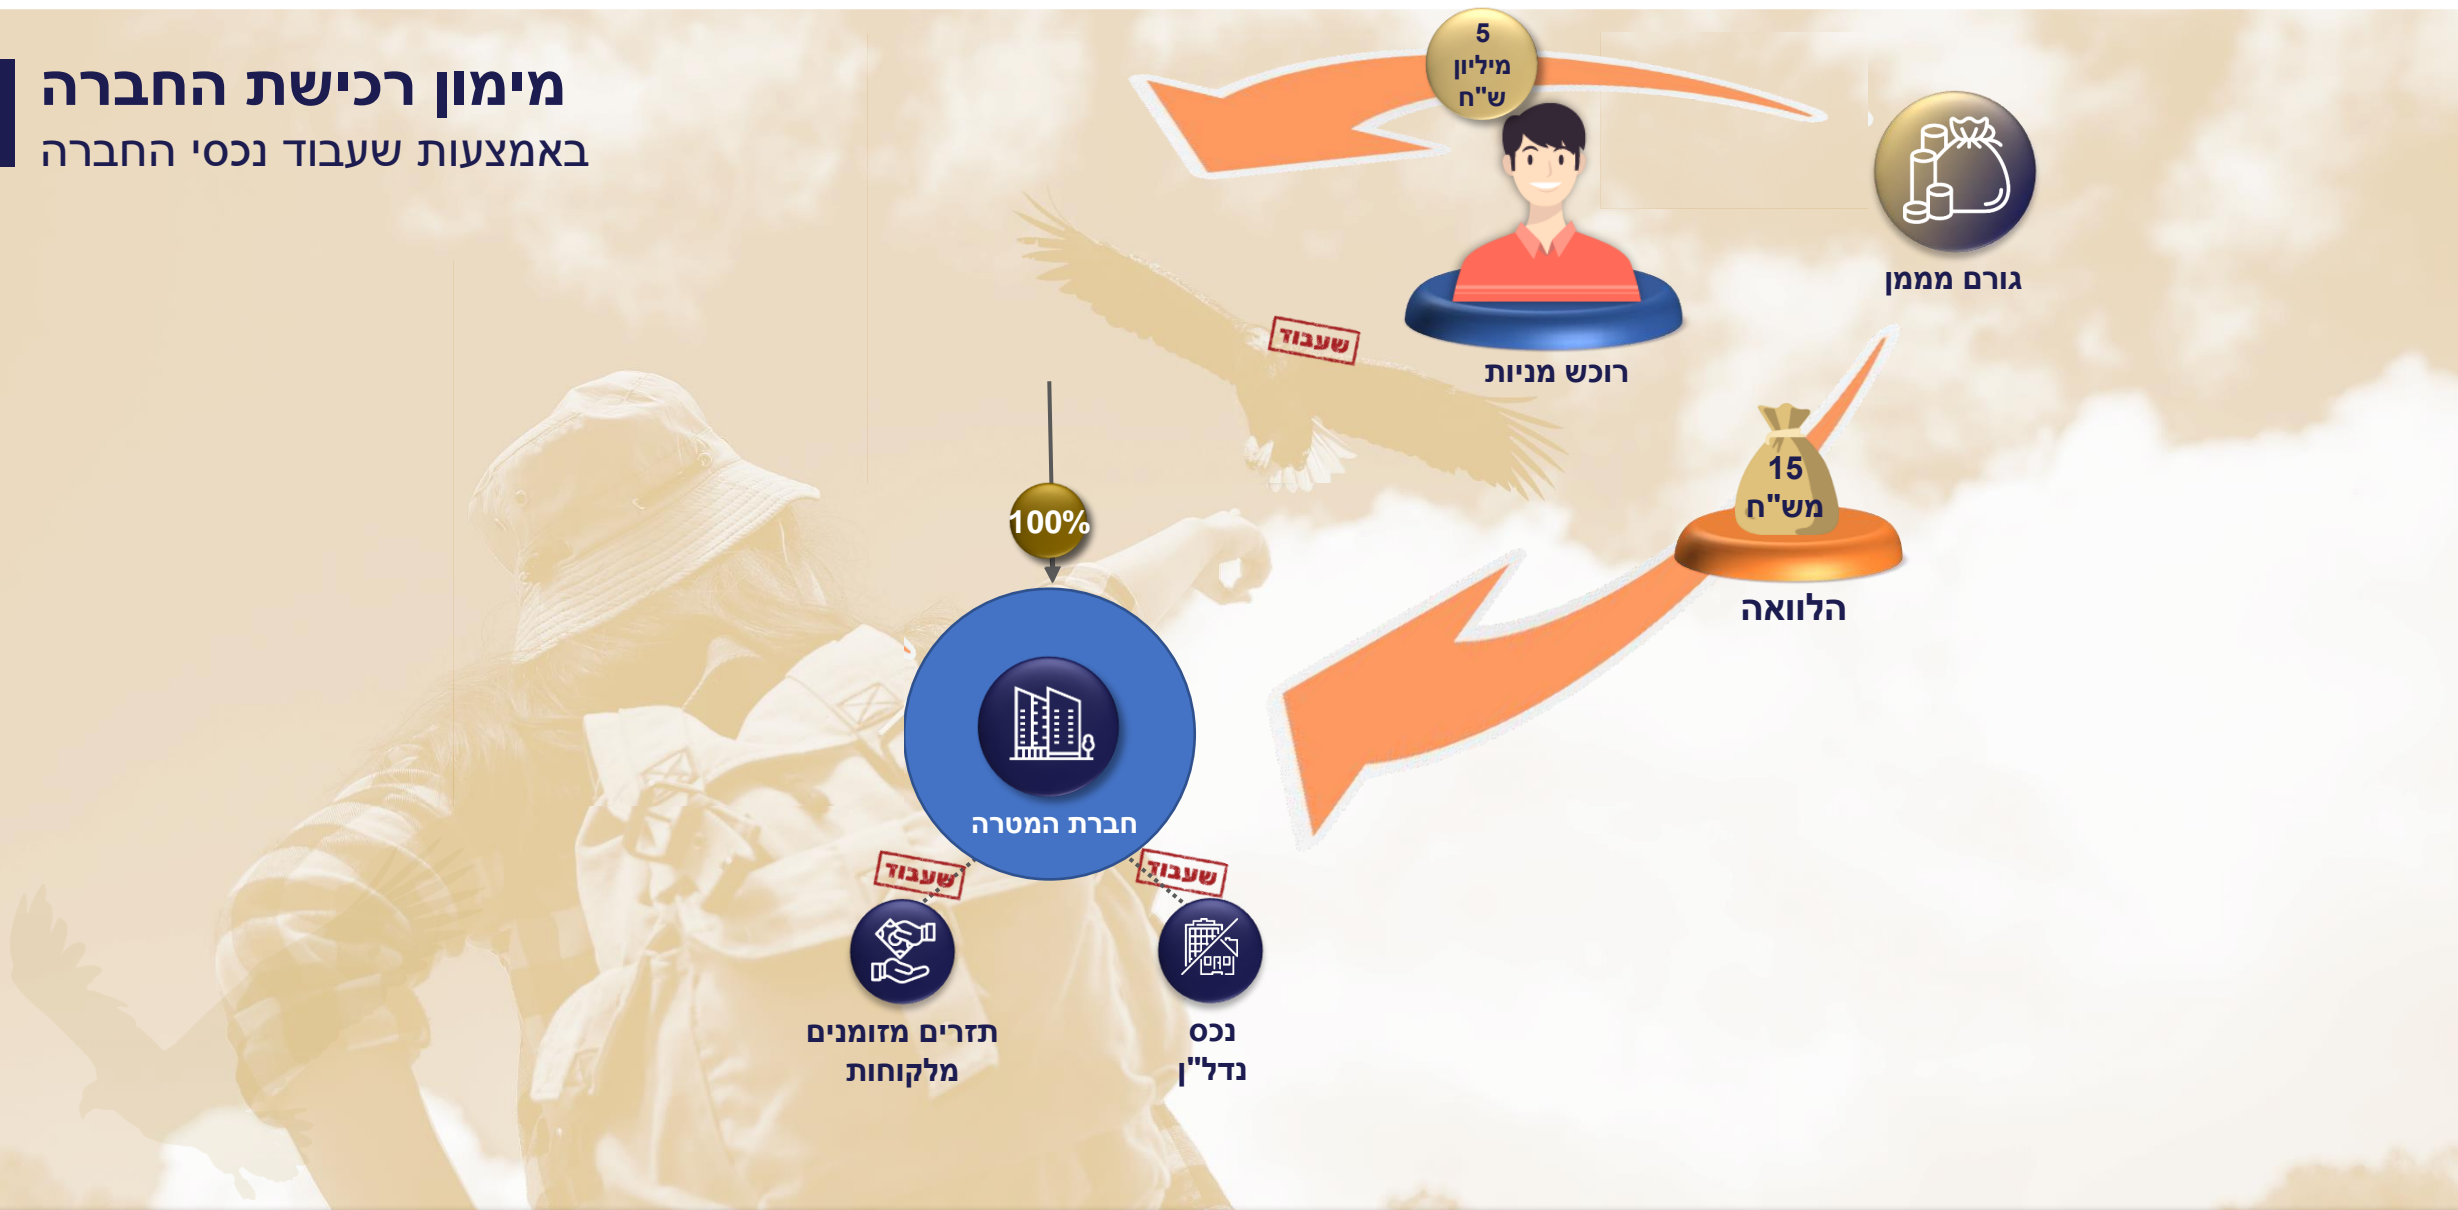 מימון רכישת החברה
באמצעות שעבוד נכסי החברה
5
מיליון
ש"ח
גורם מממן
שעבוד
רוכש מניות
15
מש"ח
הלוואה
100%
חברת המטרה
שעבוד
שעבוד
נכס
נדל"ן
תזרים מזומנים
מלקוחות